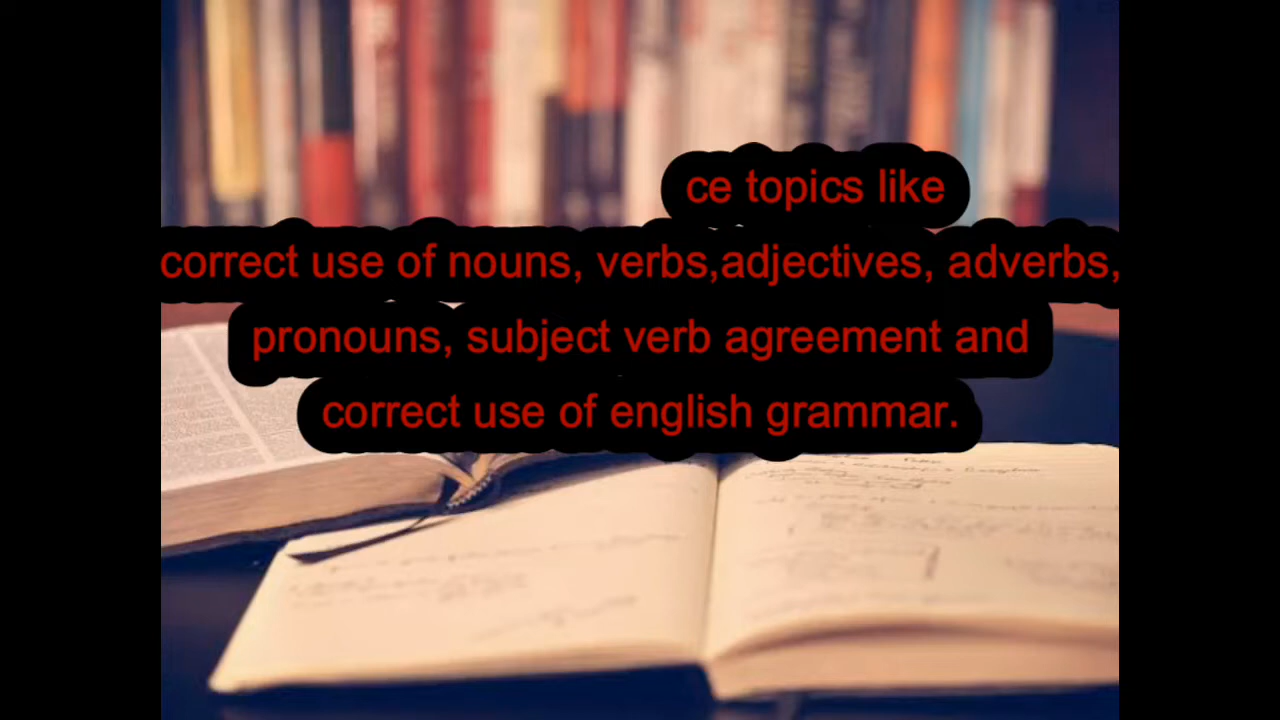 ce topics like
correct use of nouns, verbs,adjectives, adverbs,
pronouns, subject verb agreement and
correct use of english grammar.